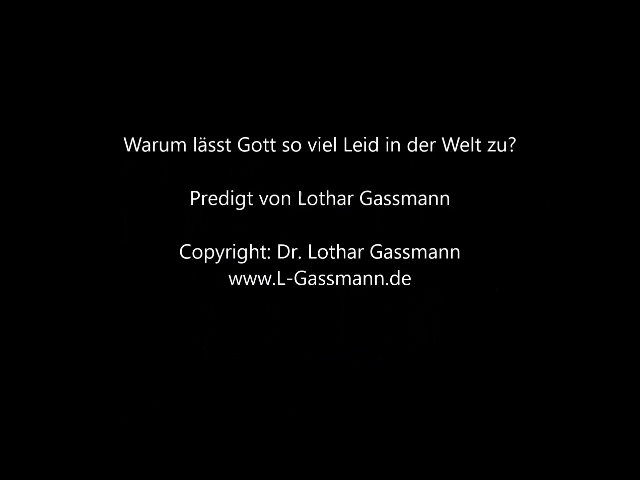 Warum lässt Gott so viel Leid in der Welt zu?
Predigt von Lothar Gassmann
Copyright: Dr. Lothar Gassmann
www.L-Gassmann.de